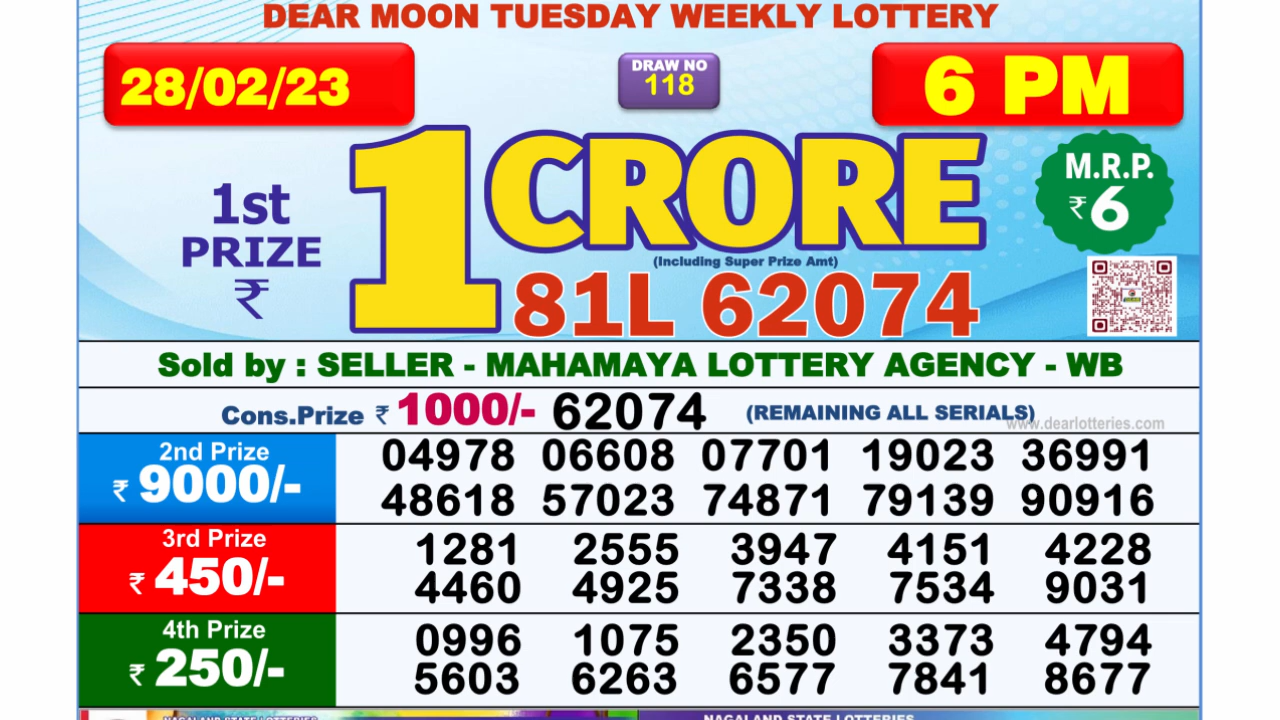 DEAR MOON TUESDAY WEEKLY LOTTERY
28/02/23
DRAW NO
118
6 PM
1st
PRIZE
₹
1 CRORE
(Including Super Prize Amt)
81L 62074
M.R.P.
₹ 6
Sold by : SELLER - MAHAMAYA LOTTERY AGENCY - WB
Cons.Prize ₹ 1000/- 62074 (REMAINING ALL SERIALS)
www.dearlotteries.com
2nd Prize
₹ 9000/-
04978 06608 07701 19023 36991
48618 57023 74871 79139 90916
3rd Prize
₹ 450/-
1281 2555 3947 4151 4228
4460 4925 7338 7534 9031
4th Prize
₹ 250/-
0996 1075 2350 3373 4794
5603 6263 6577 7841 8677
NAGALAND STATE LOTTERIES
NAGALAND STATE LOTTERIES